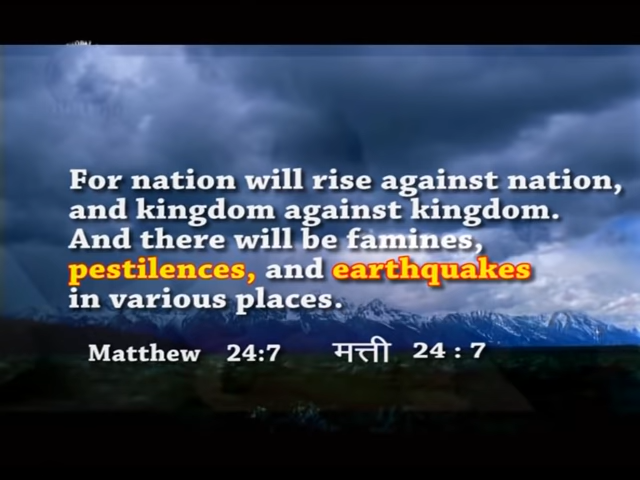 For nation will rise against nation,
and kingdom against kingdom.
And there will be famines,
pestilences, and earthquakes
in various places.
Matthew 24:7 मत्ती 24 : 7